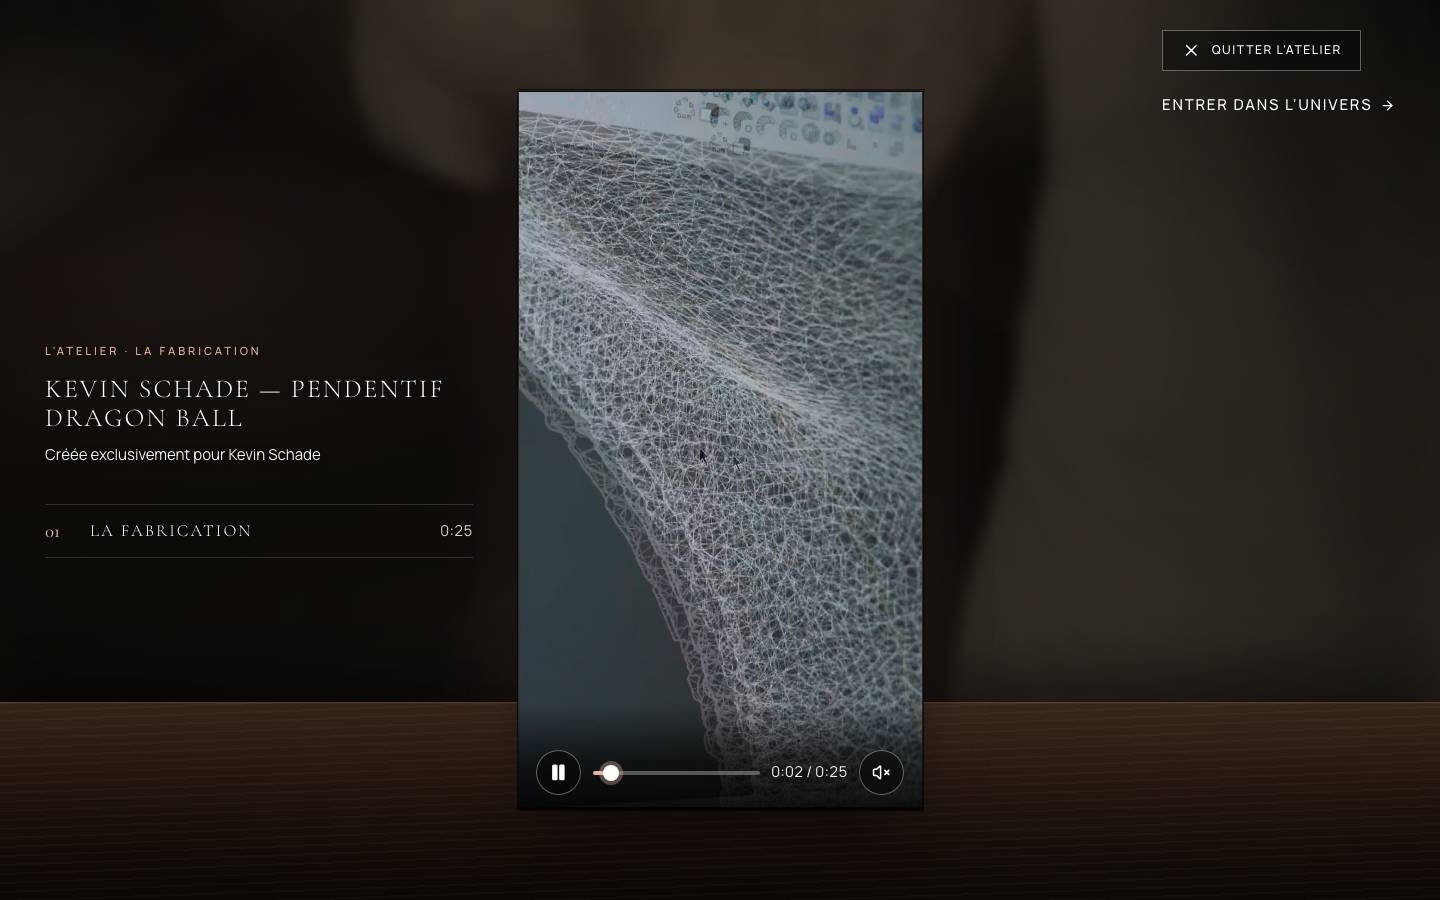 QUITTER L'ATELIER
ENTRER DANS L'UNIVERS →
L'ATELIER · LA FABRICATION
KEVIN SCHADE — PENDENTIF
DRAGON BALL
Créée exclusivement pour Kevin Schade
01 LA FABRICATION 0:25
0:02 / 0:25